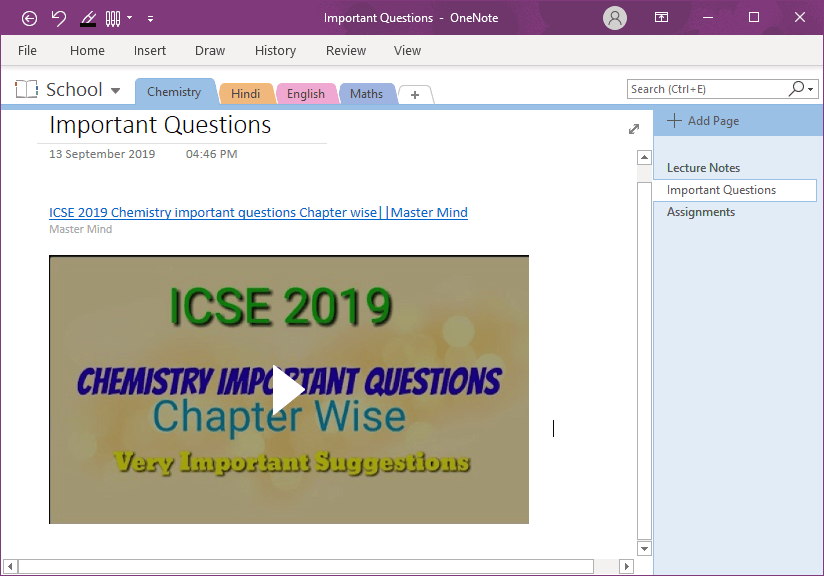 Important Questions - OneNote
File Home Insert Draw History Review View
School Chemistry Hindi English Maths +
Search (Ctrl+E)
Important Questions
13 September 2019 04:46 PM
ICSE 2019 Chemistry important questions Chapter wise||Master Mind
Master Mind
ICSE 2019
CHEMISTRY IMPORTANT QUESTIONS
Chapter Wise
Very Important Suggestions
Add Page
Lecture Notes
Important Questions
Assignments